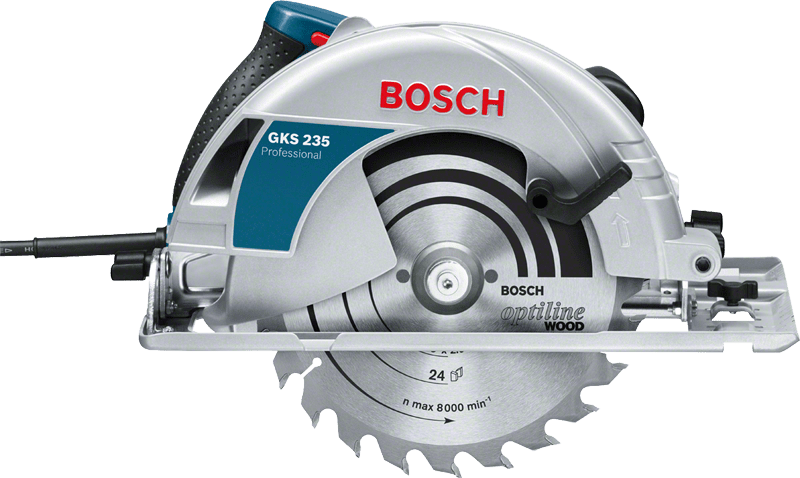 BOSCH
GKS 235
Professional
BOSCH
optiline
WOOD
24
n max 8000 min⁻¹